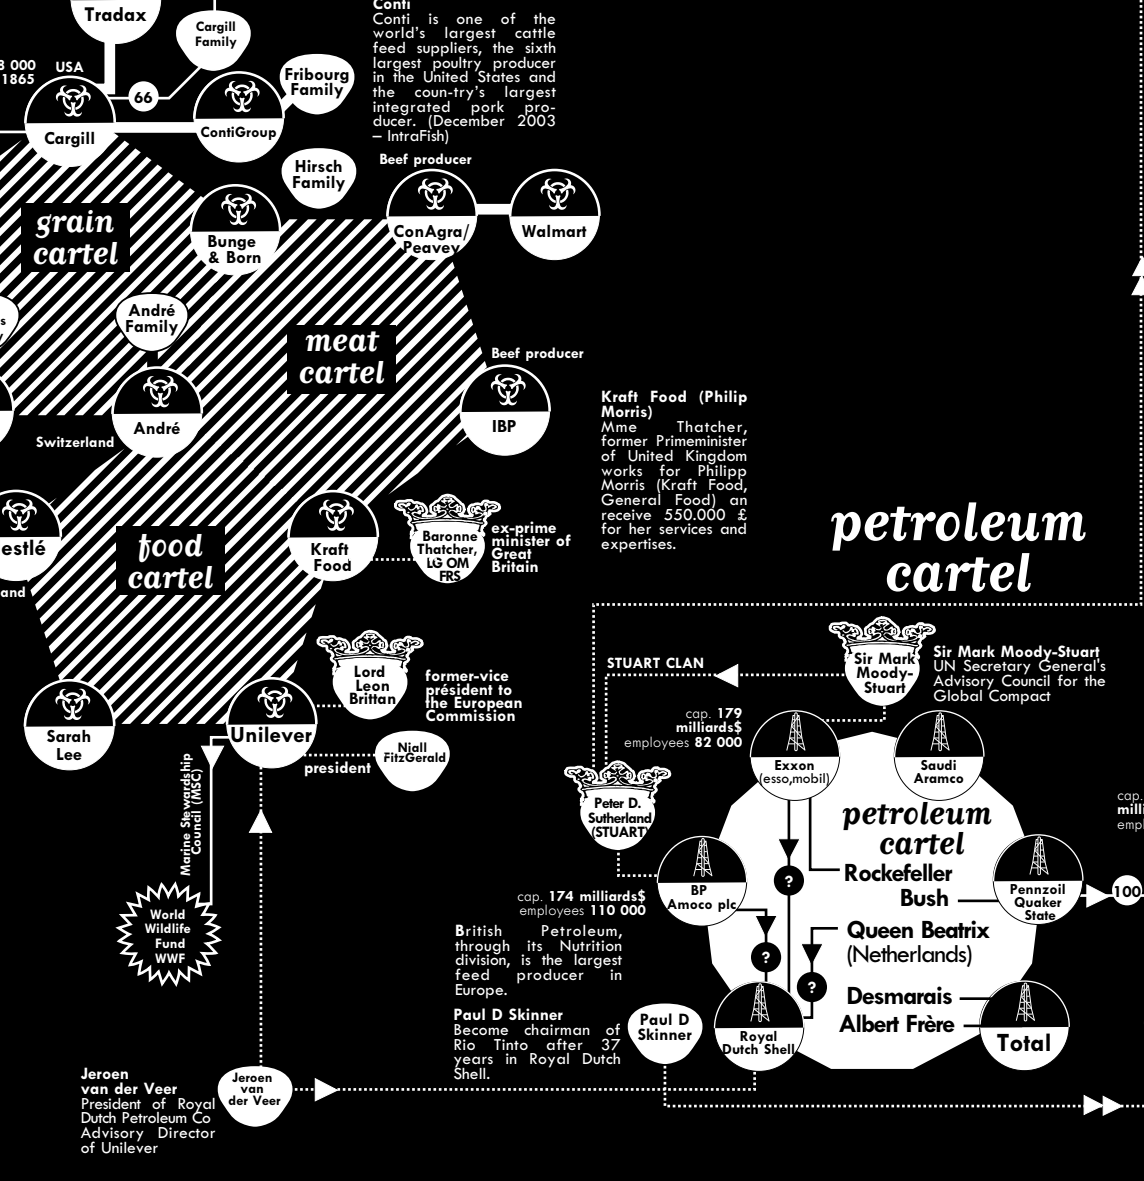 Tradax
Cargill
Family
Conti
Conti is one of the
world's largest cattle
feed suppliers, the sixth
largest poultry producer
in the United States and
the coun-try's largest
integrated pork pro-
ducer. (December 2003
– IntraFish)
8 000
1865
USA
66
Fribourg
Family
Cargill
ContiGroup
Hirsch
Family
Beef producer
grain
cartel
Bunge
& Born
ConAgra/
Peavey
Walmart
André
Family
meat
cartel
Beef producer
Switzerland
André
IBP
Kraft Food (Philip
Morris)
Mme Thatcher,
former Primeminister
of United Kingdom
works for Philipp
Morris (Kraft Food,
General Food) an
receive 550.000 £
for her services and
expertises.
estlé
and
food
cartel
Kraft
Food
Baronne
Thatcher,
LG OM
FRS
ex-prime
minister of
Great
Britain
petroleum
cartel
Lord
Leon
Brittan
former-vice
président to
the European
Commission
STUART CLAN
Sir Mark
Moody-
Stuart
Sir Mark Moody-Stuart
UN Secretary General's
Advisory Council for the
Global Compact
Sarah
Lee
Unilever
president
Niall
FitzGerald
cap. 179
milliards$
employees 82 000
Exxon
(esso,mobil)
Saudi
Aramco
Marine Stewardship
Council (MSC)
Peter D.
Sutherland
(STUART)
petroleum
cartel
cap.
milli
empl
BP
Amoco plc
?
Rockefeller
Bush
Pennzoil
Quaker
State
100
World
Wildlife
Fund
WWF
cap. 174 milliards$
employees 110 000
British Petroleum,
through its Nutrition
division, is the largest
feed producer in
Europe.
?
Queen Beatrix
(Netherlands)
?
Desmarais
Albert Frère
Paul D Skinner
Become chairman of
Rio Tinto after 37
years in Royal Dutch
Shell.
Paul D
Skinner
Royal
Dutch Shell
Total
Jeroen
van der Veer
President of Royal
Dutch Petroleum Co
Advisory Director
of Unilever
Jeroen
van
der Veer